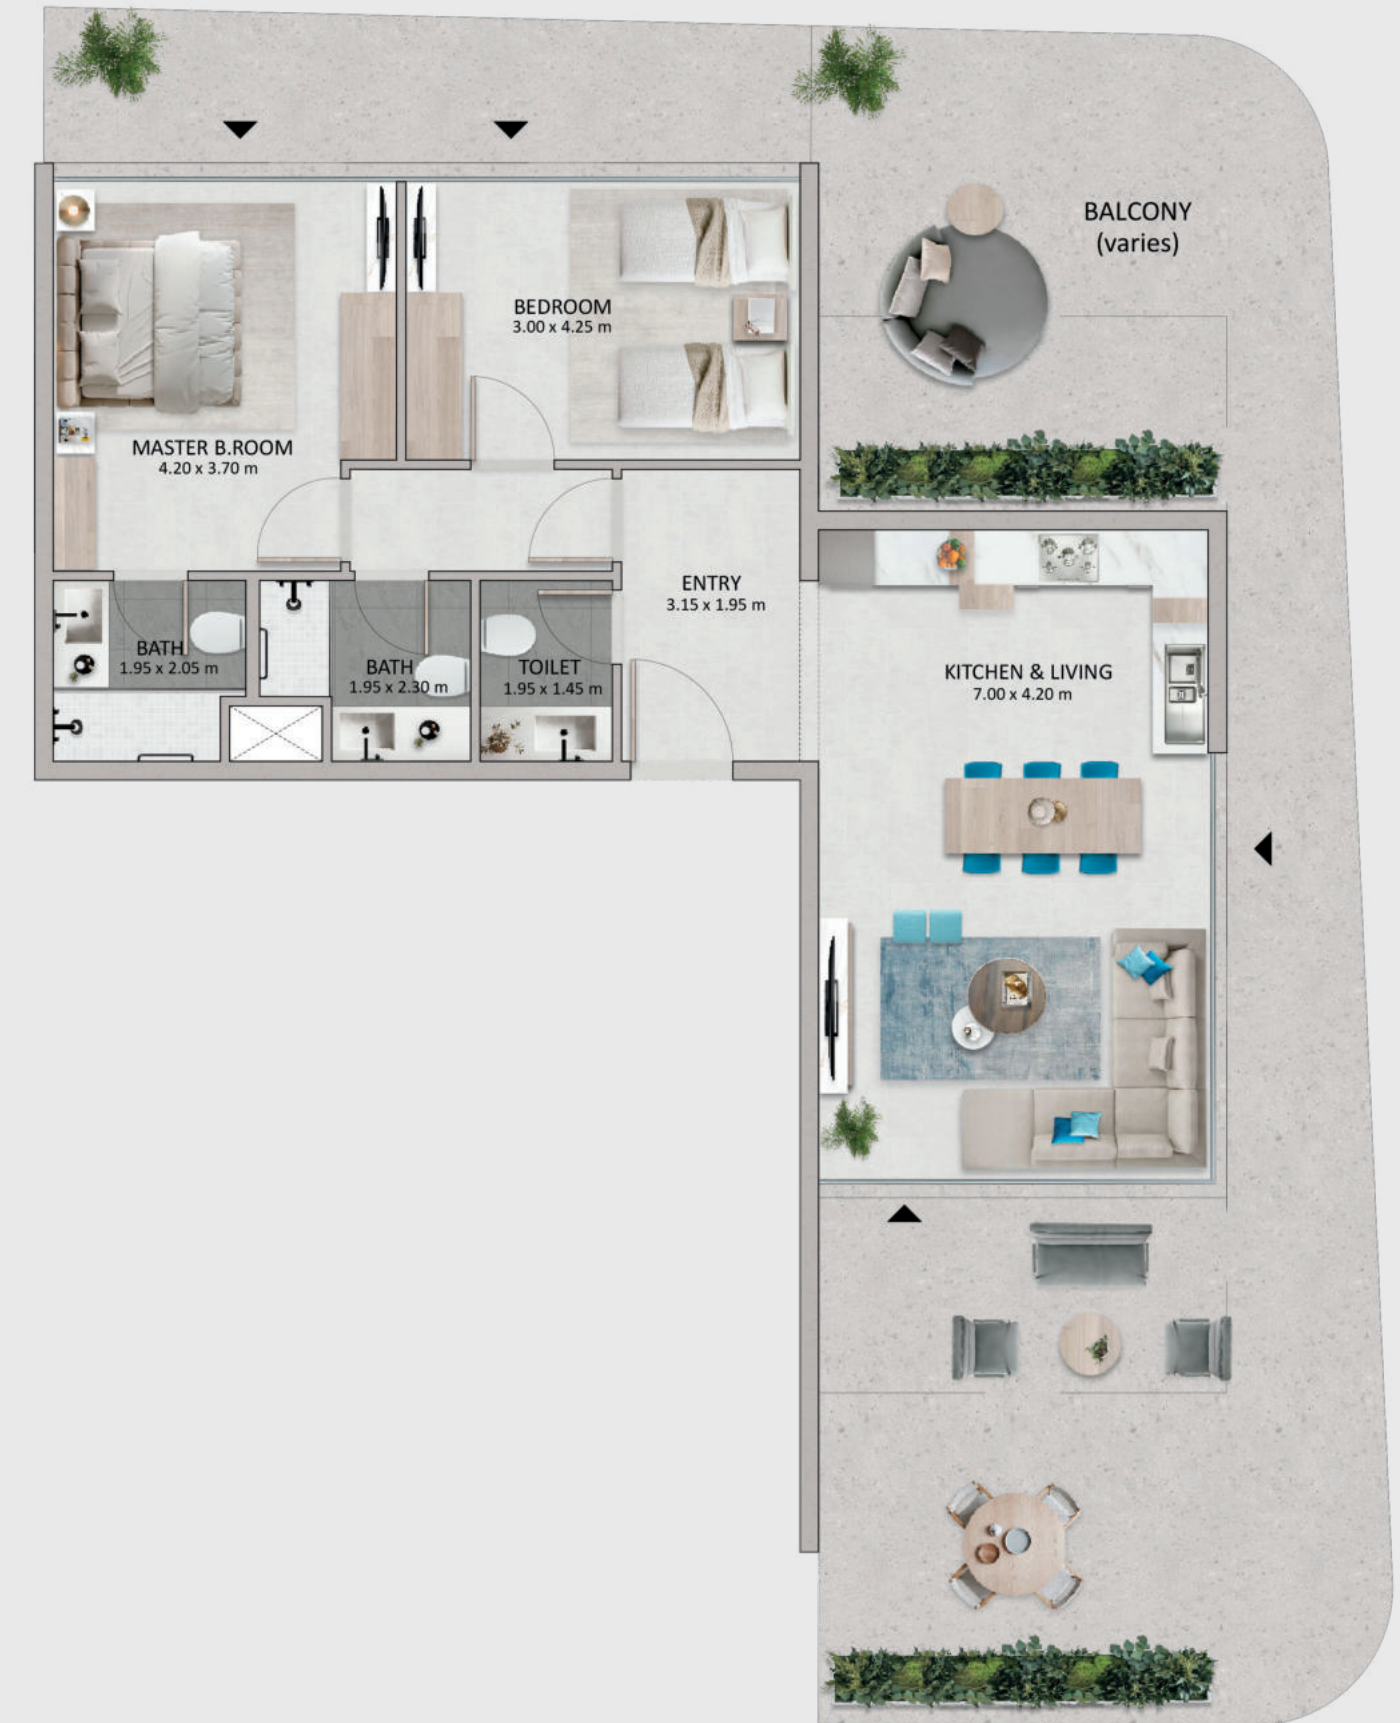 BALCONY
(varies)
BEDROOM
3.00 x 4.25 m
MASTER B.ROOM
4.20 x 3.70 m
ENTRY
3.15 x 1.95 m
BATH
1.95 x 2.05 m
BATH
1.95 x 2.30 m
TOILET
1.95 x 1.45 m
KITCHEN & LIVING
7.00 x 4.20 m